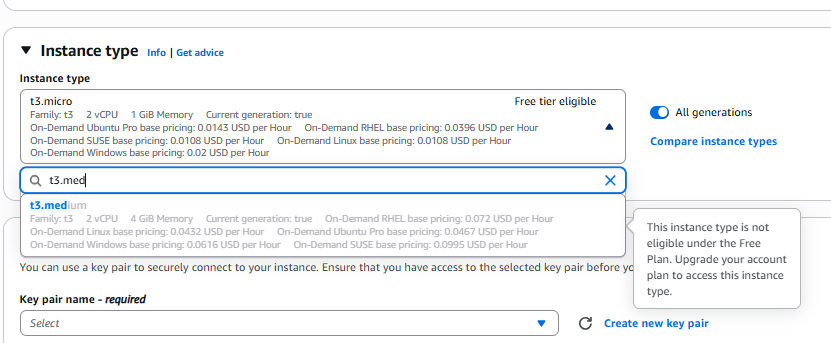 Instance type Info | Get advice
Instance type
t3.micro Free tier eligible
Family: t3 2 vCPU 1 GiB Memory Current generation: true
On-Demand Ubuntu Pro base pricing: 0.0143 USD per Hour On-Demand RHEL base pricing: 0.0396 USD per Hour
On-Demand SUSE base pricing: 0.0108 USD per Hour On-Demand Linux base pricing: 0.0108 USD per Hour
On-Demand Windows base pricing: 0.02 USD per Hour
All generations
Compare instance types
t3.med
t3.medium
Family: t3 2 vCPU 4 GiB Memory Current generation: true On-Demand RHEL base pricing: 0.072 USD per Hour
On-Demand Linux base pricing: 0.0432 USD per Hour On-Demand Ubuntu Pro base pricing: 0.0467 USD per Hour
On-Demand Windows base pricing: 0.0616 USD per Hour On-Demand SUSE base pricing: 0.0995 USD per Hour
This instance type is not
eligible under the Free
Plan. Upgrade your account
plan to access this instance
type.
You can use a key pair to securely connect to your instance. Ensure that you have access to the selected key pair before
Key pair name - required
Select
Create new key pair